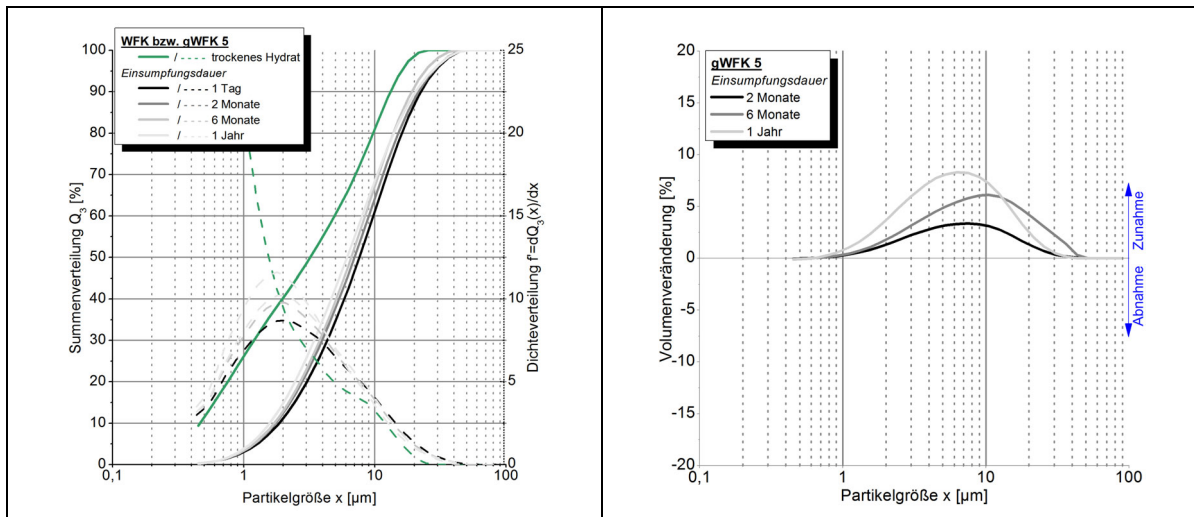 WFK bzw. gWFK 5
/ trockenes Hydrat
Einsumpfungsdauer
/ 1 Tag
/ 2 Monate
/ 6 Monate
/ 1 Jahr
Summenverteilung Q3 [%]
100
90
80
70
60
50
40
30
20
10
0
0,1
1
10
100
Partikelgröße x [µm]
25
20
15
10
5
0
Dichteverteilung f'=dQ3(x)/dx
gWFK 5
Einsumpfungsdauer
2 Monate
6 Monate
1 Jahr
Volumenveränderung [%]
20
15
10
5
0
-5
-10
-15
-20
0,1
1
10
100
Partikelgröße x [µm]
Zunahme
Abnahme